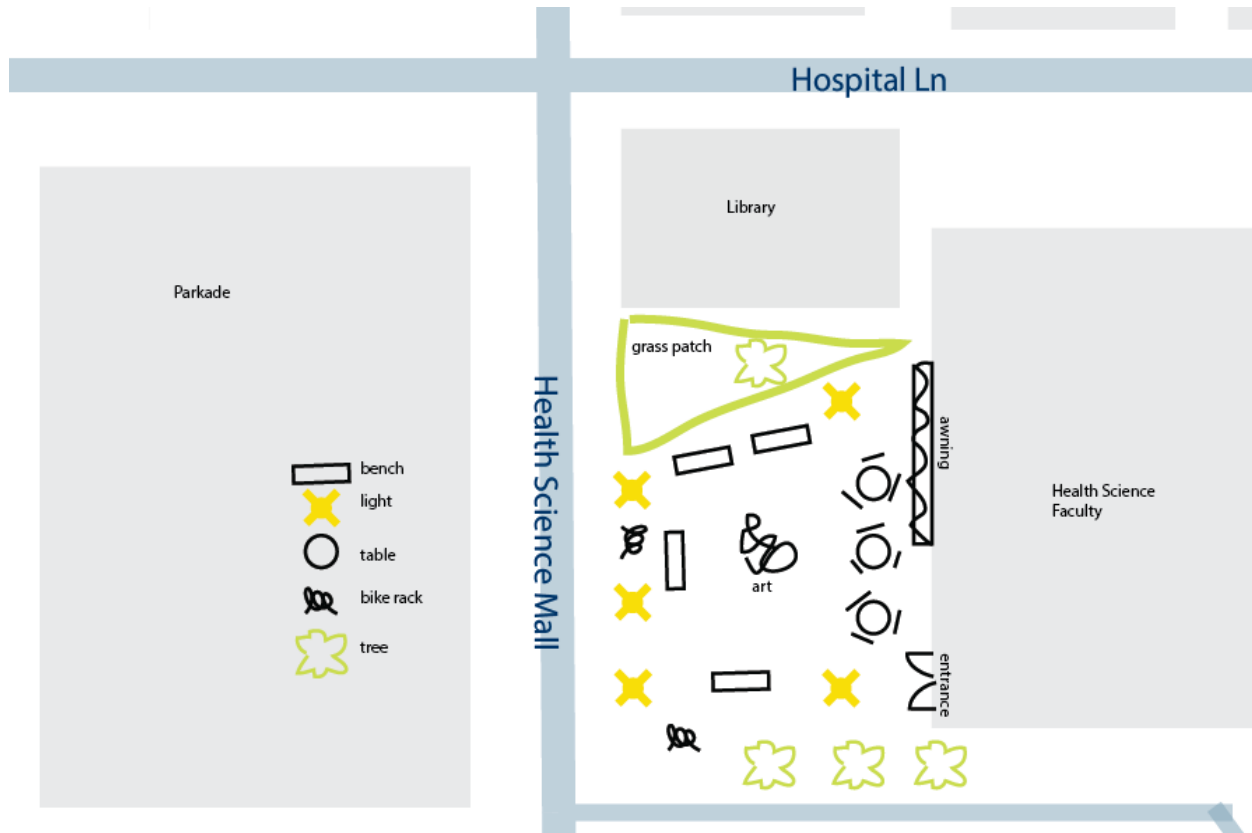 Hospital Ln
Library
Parkade
grass patch
Health Science Mall
awning
bench
light
table
bike rack
tree
Health Science
Faculty
art
entrance